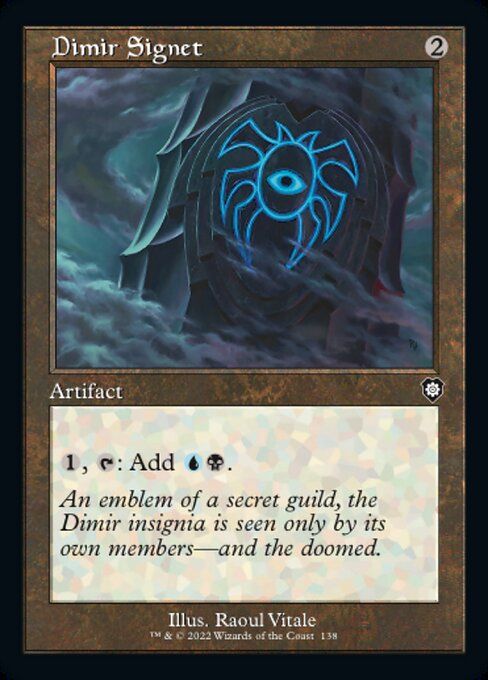 Dimir Signet 2
Artifact
1, : Add .
An emblem of a secret guild, the
Dimir insignia is seen only by its
own members—and the doomed.
Illus. Raoul Vitale
™ & © 2022 Wizards of the Coast 138